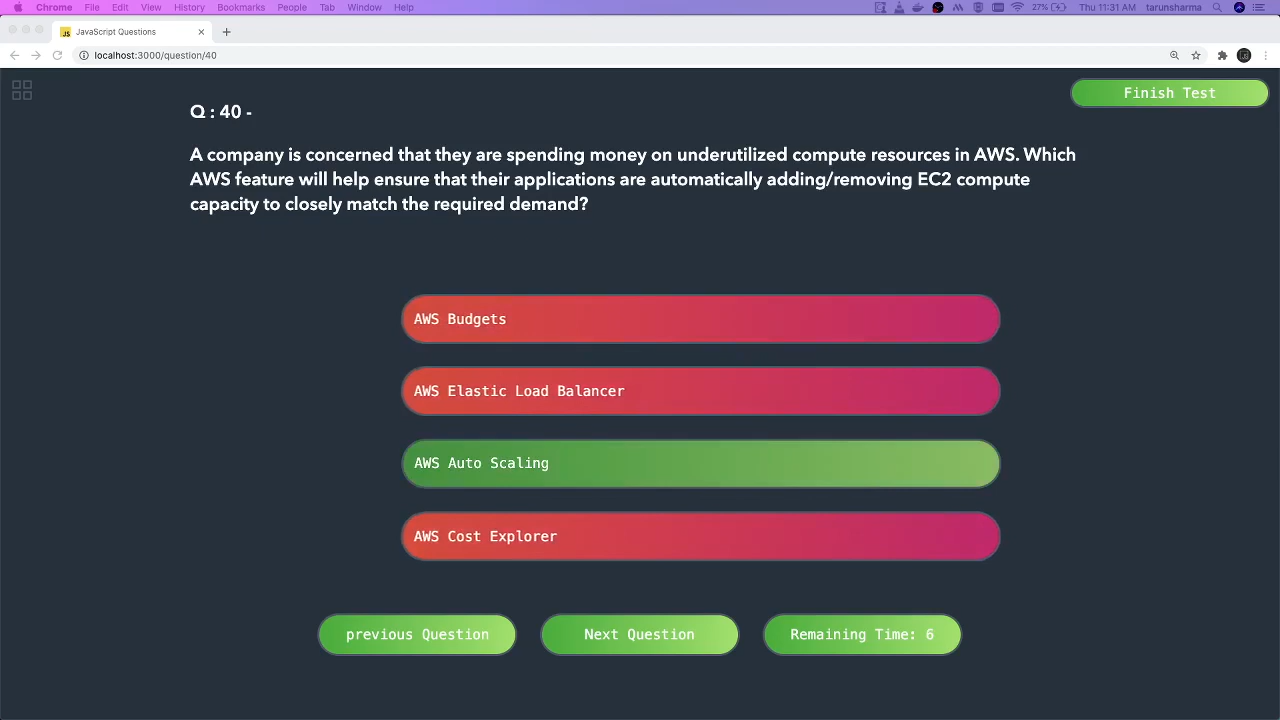 Chrome File Edit View History Bookmarks People Tab Window Help 27% Thu 11:31 AM tarunsharma
JS JavaScript Questions
localhost:3000/question/40
Finish Test
Q : 40 -
A company is concerned that they are spending money on underutilized compute resources in AWS. Which
AWS feature will help ensure that their applications are automatically adding/removing EC2 compute
capacity to closely match the required demand?
AWS Budgets
AWS Elastic Load Balancer
AWS Auto Scaling
AWS Cost Explorer
previous Question Next Question Remaining Time: 6